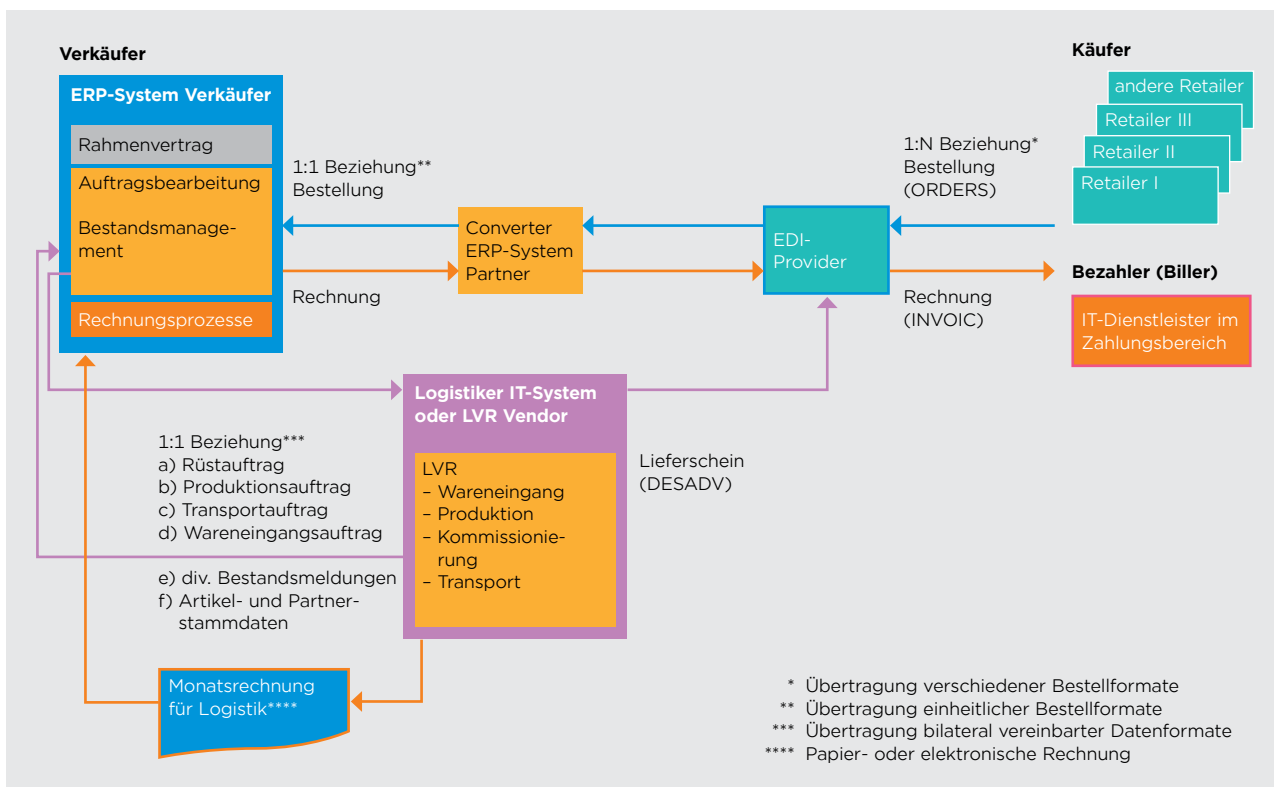 Verkäufer
ERP-System Verkäufer
Rahmenvertrag
Auftragsbearbeitung
Bestandsmanage-
ment
Rechnungsprozesse
1:1 Beziehung**
Bestellung
Rechnung
Converter
ERP-System
Partner
EDI-
Provider
1:N Beziehung*
Bestellung
(ORDERS)
Rechnung
(INVOIC)
Käufer
andere Retailer
Retailer III
Retailer II
Retailer I
Bezahler (Biller)
IT-Dienstleister im
Zahlungsbereich
Logistiker IT-System
oder LVR Vendor
LVR
– Wareneingang
– Produktion
– Kommissionie-
rung
– Transport
Lieferschein
(DESADV)
1:1 Beziehung***
a) Rüstauftrag
b) Produktionsauftrag
c) Transportauftrag
d) Wareneingangsauftrag
e) div. Bestandsmeldungen
f) Artikel- und Partner-
stammdaten
Monatsrechnung
für Logistik****
* Übertragung verschiedener Bestellformate
** Übertragung einheitlicher Bestellformate
*** Übertragung bilateral vereinbarter Datenformate
**** Papier- oder elektronische Rechnung